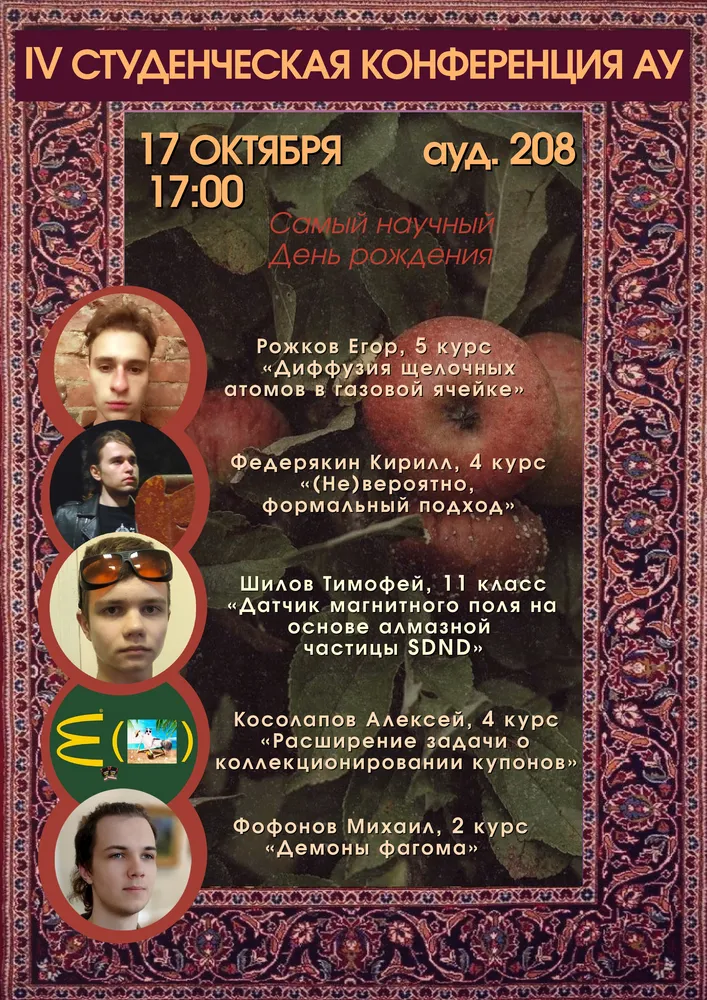 IV СТУДЕНЧЕСКАЯ КОНФЕРЕНЦИЯ АУ
17 ОКТЯБРЯ ауд. 208
17:00
Самый научный
День рождения
Рожков Егор, 5 курс
«Диффузия щелочных
атомов в газовой ячейке»
Федерякин Кирилл, 4 курс
«(Не)вероятно,
формальный подход»
Шилов Тимофей, 11 класс
«Датчик магнитного поля на
основе алмазной
частицы SDND»
Косолапов Алексей, 4 курс
«Расширение задачи о
коллекционировании купонов»
Фофонов Михаил, 2 курс
«Демоны фагома»